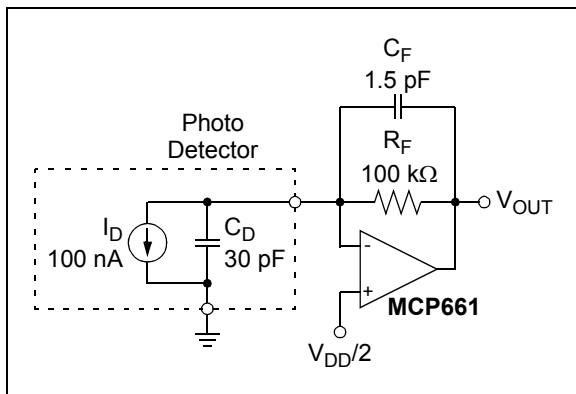 C_F
1.5 pF
Photo
Detector
R_F
100 kΩ
V_OUT
I_D
100 nA
C_D
30 pF
-
+
MCP661
V_DD/2